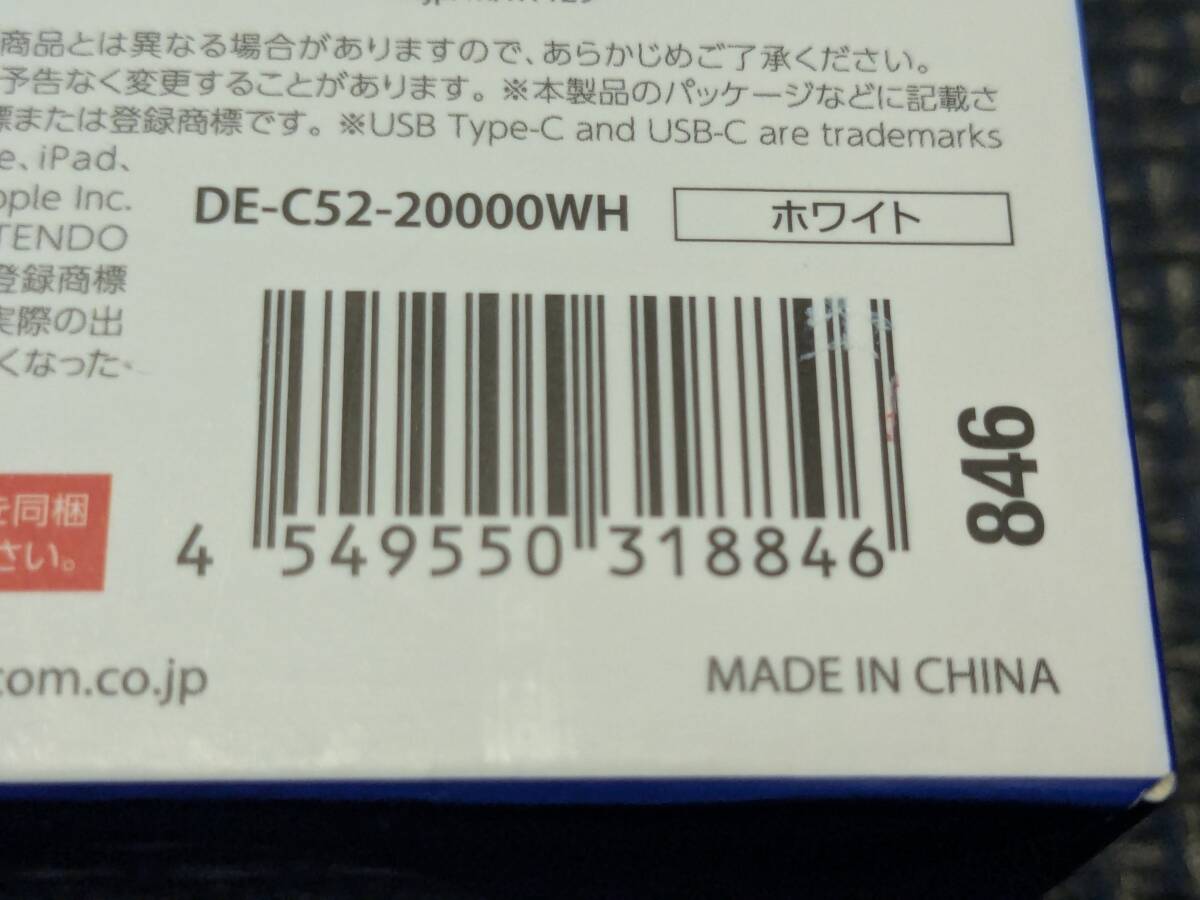 商品とは異なる場合がありますので、あらかじめご了承ください。
予告なく変更することがあります。※本製品のパッケージなどに記載さ
標または登録商標です。※USB Type-C and USB-C are trademarks
e、iPad、
pple Inc.
TENDO
登録商標
実際の出
くなった
DE-C52-20000WH
ホワイト
4 549550 318846
846
を同梱
さい。
com.co.jp
MADE IN CHINA